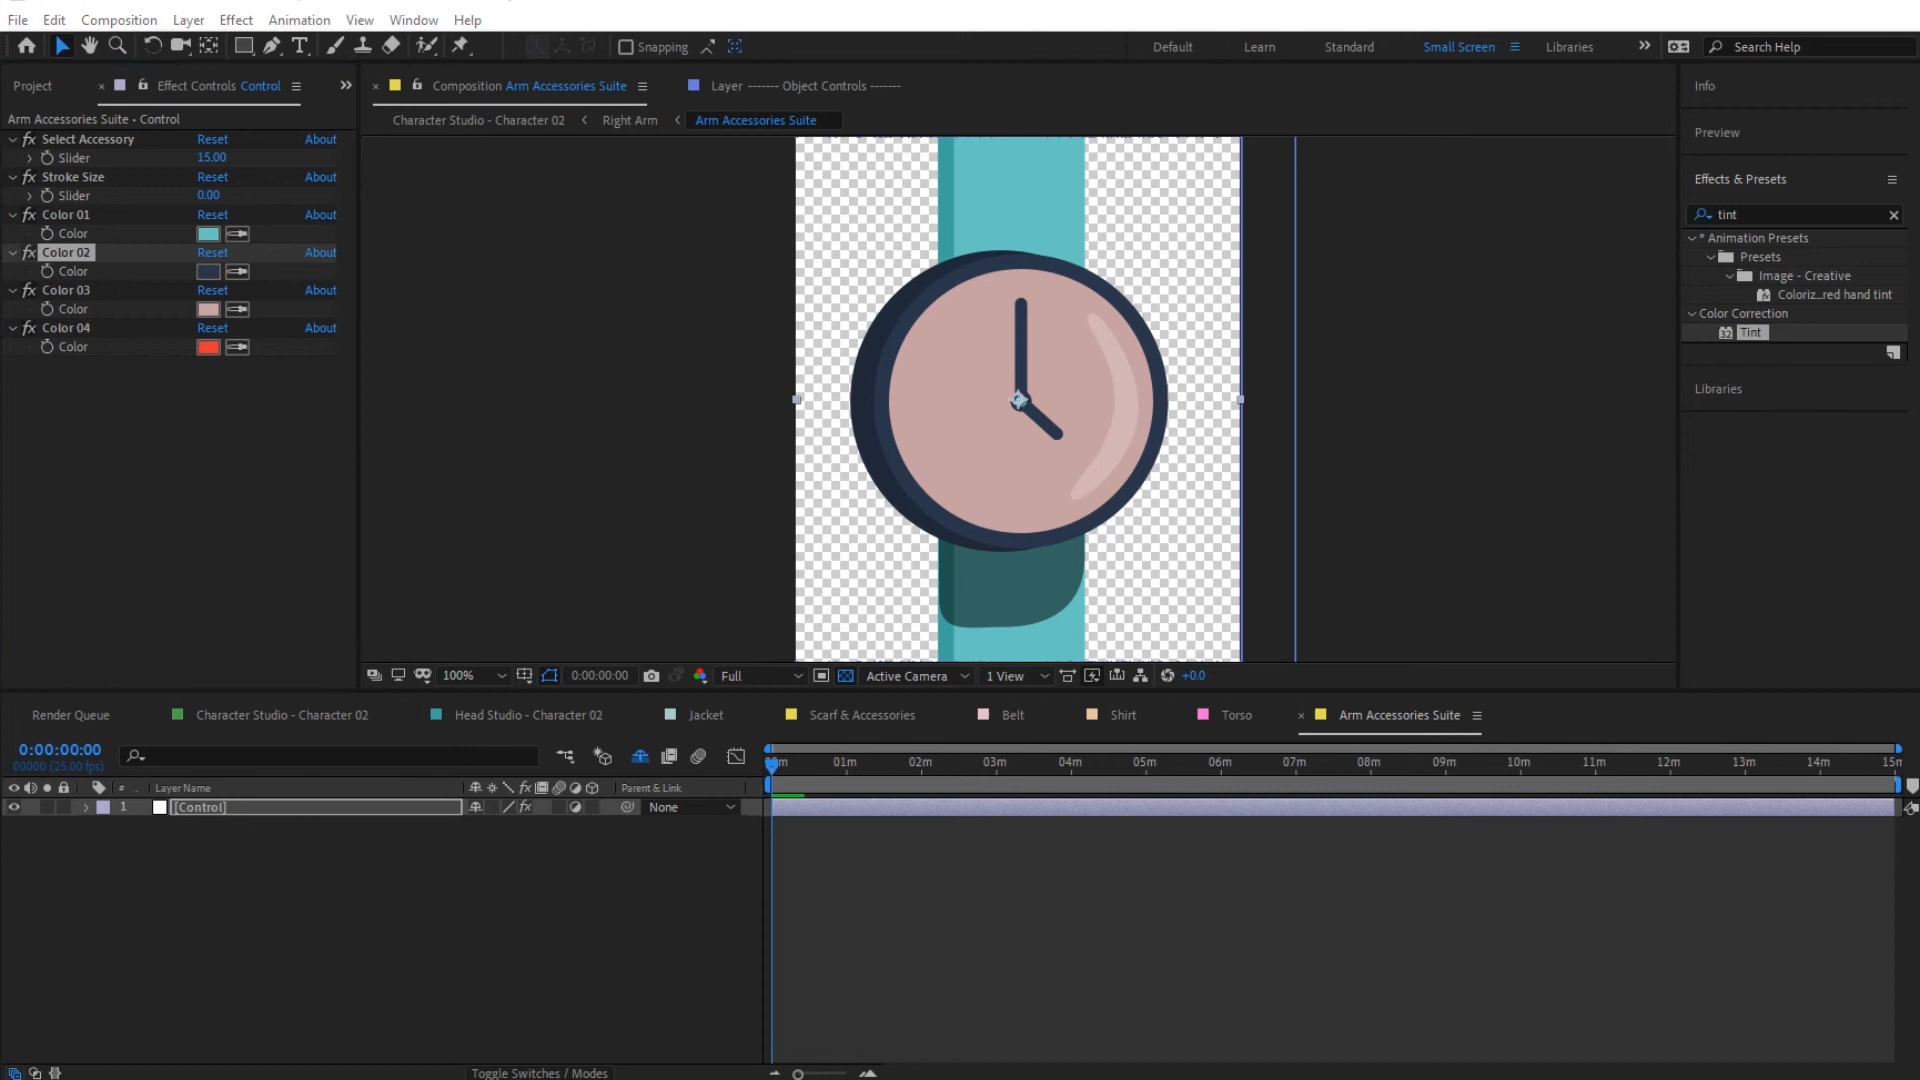 File Edit Composition Layer Effect Animation View Window Help
Snapping Default Learn Standard Small Screen Libraries Search Help
Project Effect Controls Control Composition Arm Accessories Suite Layer ------- Object Controls ------- Info
Arm Accessories Suite • Control Character Studio - Character 02 Right Arm Arm Accessories Suite
Select Accessory Reset About Preview
Slider 15.00
Stroke Size Reset About Effects & Presets
Slider 0.00
Color 01 Reset About tint
Color * Animation Presets
Color 02 Reset About Presets
Color Image - Creative
Color 03 Reset About Coloriz...red hand tint
Color Color Correction
Color 04 Reset About Tint
Color
Libraries
100% 0:00:00:00 Full Active Camera 1 View +0.0
Render Queue Character Studio - Character 02 Head Studio - Character 02 Jacket Scarf & Accessories Belt Shirt Torso Arm Accessories Suite
0:00:00:00
00000 (25.00 fps) 01m 02m 03m 04m 05m 06m 07m 08m 09m 10m 11m 12m 13m 14m
# Layer Name Parent & Link
1 [Control] None
Toggle Switches / Modes